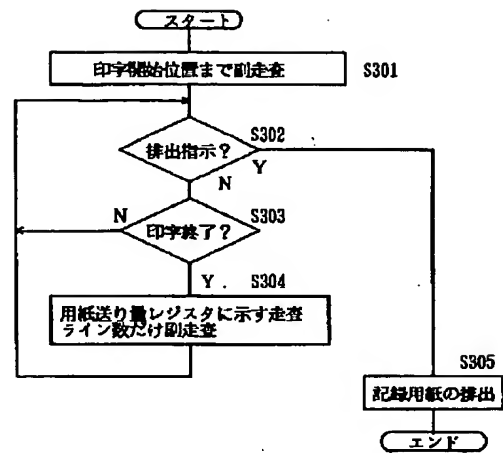 スタート
印字開始位置まで副走査 S301
S302
排出指示?
Y
N
N S303
印字終了?
Y S304
用紙送り量レジスタに示す走査
ライン数だけ副走査
S305
記録用紙の排出
エンド